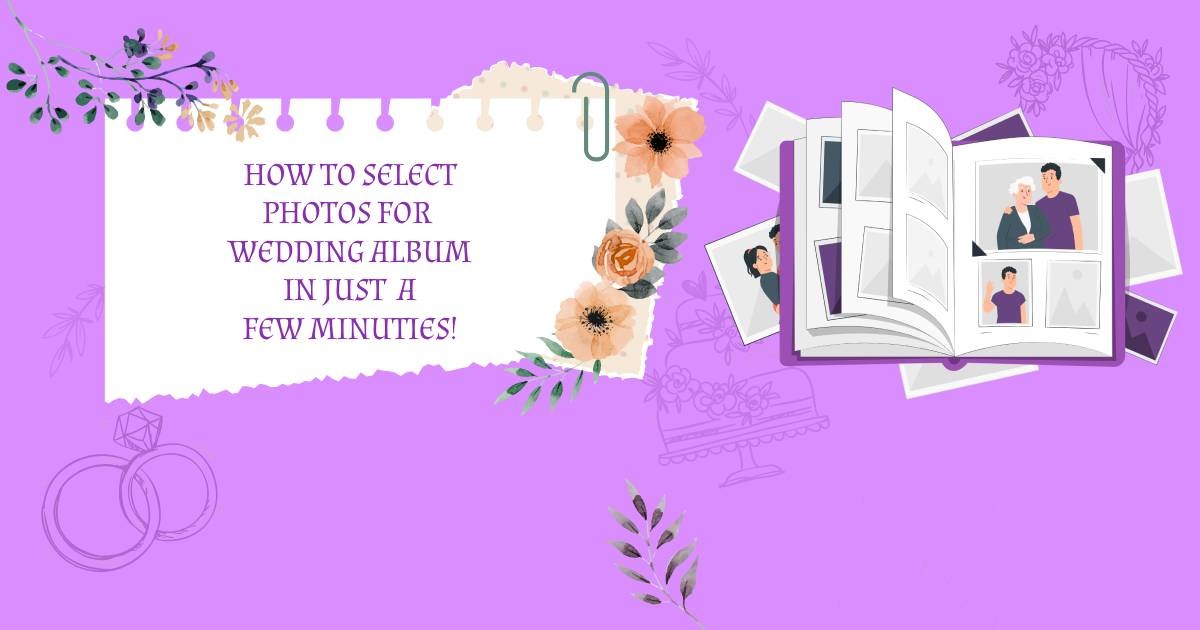 HOW TO SELECT
PHOTOS FOR
WEDDING ALBUM
IN JUST A
FEW MINUTIES!